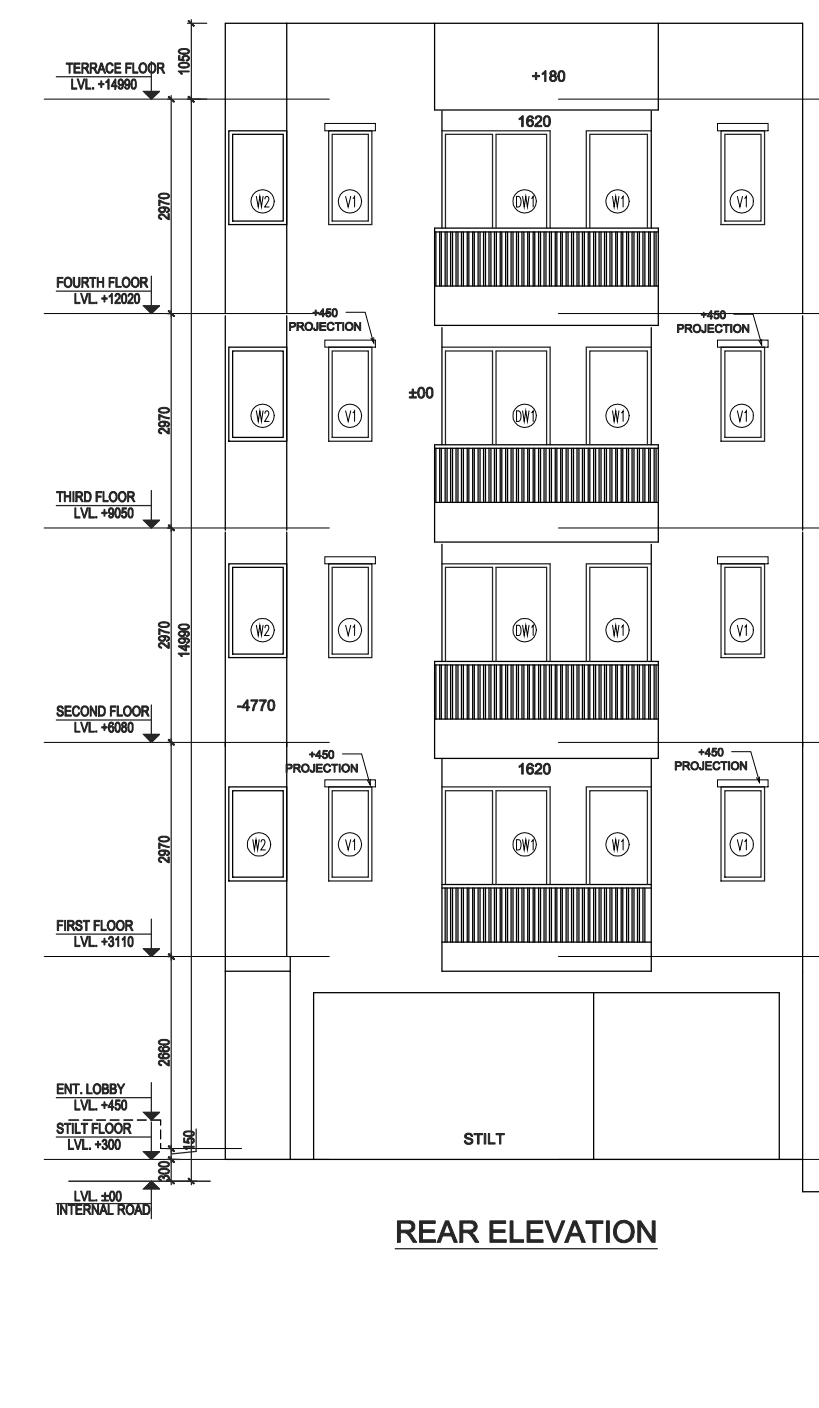 1050
TERRACE FLOOR
LVL. +14990
+180
1620
W2
V1
DW1
W1
V1
2970
FOURTH FLOOR
LVL. +12020
+450
PROJECTION
+450
PROJECTION
±00
W2
V1
DW1
W1
V1
2970
THIRD FLOOR
LVL. +9050
W2
V1
DW1
W1
V1
2970
14990
-4770
SECOND FLOOR
LVL. +6080
+450
PROJECTION
1620
+450
PROJECTION
W2
V1
DW1
W1
V1
2970
FIRST FLOOR
LVL. +3110
2660
ENT. LOBBY
LVL. +450
STILT FLOOR
LVL. +300
150
STILT
300
LVL. ±00
INTERNAL ROAD
REAR ELEVATION